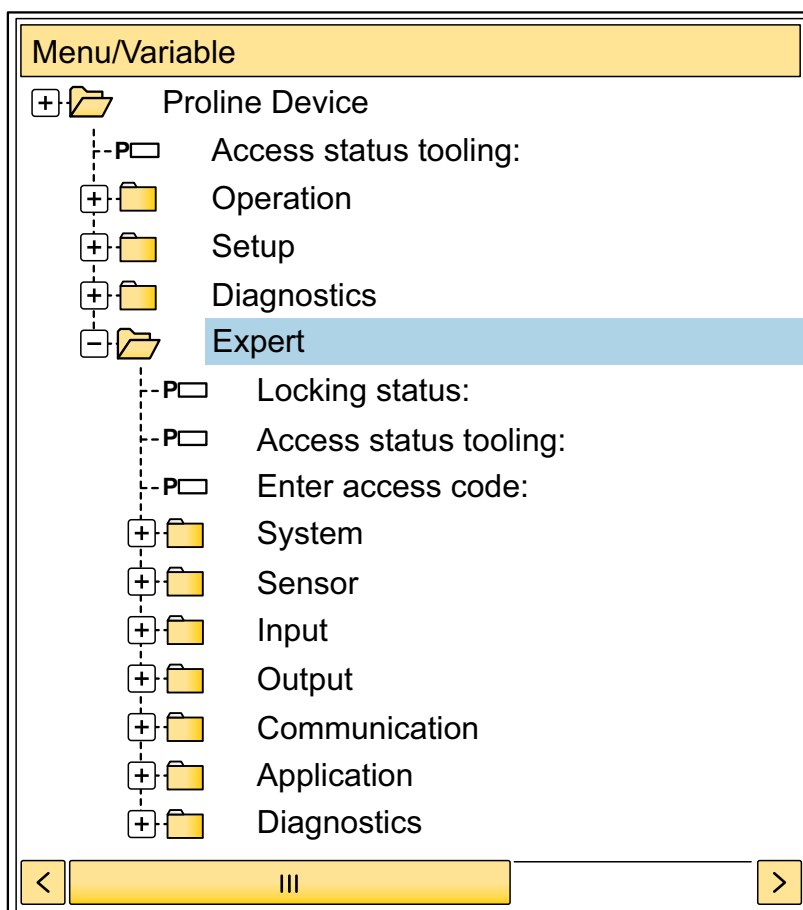 Menu/Variable
Proline Device
P Access status tooling:
Operation
Setup
Diagnostics
Expert
P Locking status:
P Access status tooling:
P Enter access code:
System
Sensor
Input
Output
Communication
Application
Diagnostics